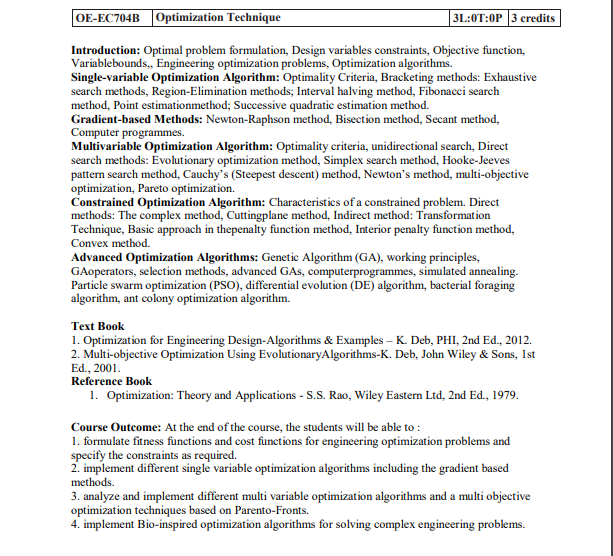 OE-EC704B Optimization Technique 3L:0T:0P 3 credits
Introduction: Optimal problem formulation, Design variables constraints, Objective function,
Variablebounds,, Engineering optimization problems, Optimization algorithms.
Single-variable Optimization Algorithm: Optimality Criteria, Bracketing methods: Exhaustive
search methods, Region-Elimination methods; Interval halving method, Fibonacci search
method, Point estimationmethod; Successive quadratic estimation method.
Gradient-based Methods: Newton-Raphson method, Bisection method, Secant method,
Computer programmes.
Multivariable Optimization Algorithm: Optimality criteria, unidirectional search, Direct
search methods: Evolutionary optimization method, Simplex search method, Hooke-Jeeves
pattern search method, Cauchy's (Steepest descent) method, Newton's method, multi-objective
optimization, Pareto optimization.
Constrained Optimization Algorithm: Characteristics of a constrained problem. Direct
methods: The complex method, Cuttingplane method, Indirect method: Transformation
Technique, Basic approach in thepenalty function method, Interior penalty function method,
Convex method.
Advanced Optimization Algorithms: Genetic Algorithm (GA), working principles,
GAoperators, selection methods, advanced GAs, computerprogrammes, simulated annealing.
Particle swarm optimization (PSO), differential evolution (DE) algorithm, bacterial foraging
algorithm, ant colony optimization algorithm.
Text Book
1. Optimization for Engineering Design-Algorithms & Examples – K. Deb, PHI, 2nd Ed., 2012.
2. Multi-objective Optimization Using EvolutionaryAlgorithms-K. Deb, John Wiley & Sons, 1st
Ed., 2001.
Reference Book
1. Optimization: Theory and Applications - S.S. Rao, Wiley Eastern Ltd, 2nd Ed., 1979.
Course Outcome: At the end of the course, the students will be able to :
1. formulate fitness functions and cost functions for engineering optimization problems and
specify the constraints as required.
2. implement different single variable optimization algorithms including the gradient based
methods.
3. analyze and implement different multi variable optimization algorithms and a multi objective
optimization techniques based on Parento-Fronts.
4. implement Bio-inspired optimization algorithms for solving complex engineering problems.